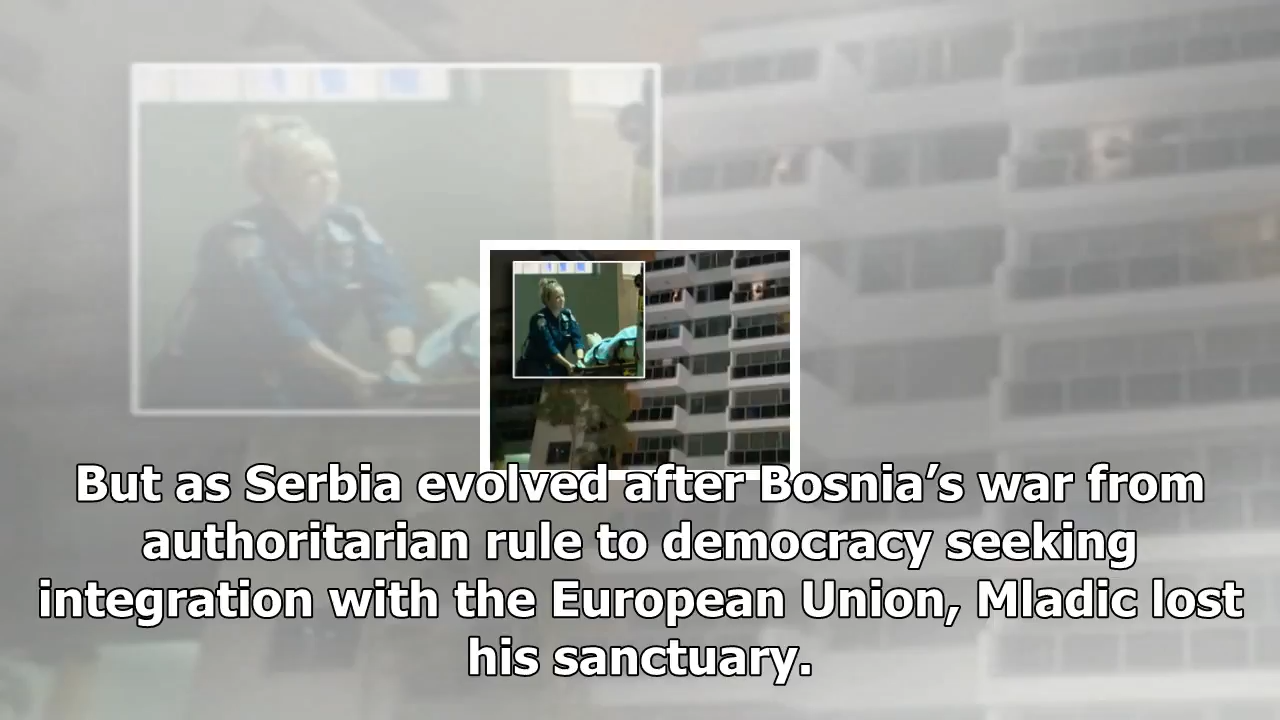 But as Serbia evolved after Bosnia’s war from
authoritarian rule to democracy seeking
integration with the European Union, Mladic lost
his sanctuary.